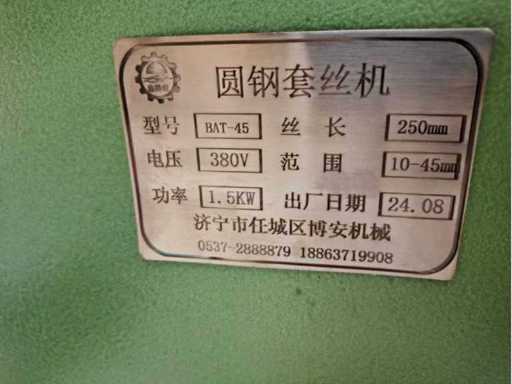 圆钢套丝机
型号 BAT-45 丝长 250mm
电压 380V 范围 10-45mm
功率 1.5KW 出厂日期 24.08
济宁市任城区博安机械
0537-2888879 18863719908